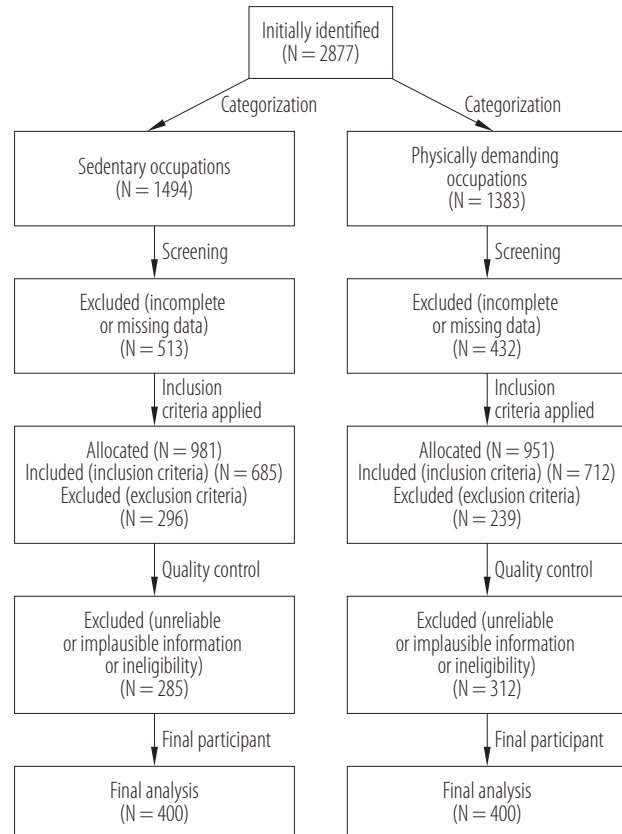 Initially identified
(N = 2877)
Categorization
Categorization
Sedentary occupations
(N = 1494)
Physically demanding
occupations
(N = 1383)
Screening
Screening
Excluded (incomplete
or missing data)
(N = 513)
Excluded (incomplete
or missing data)
(N = 432)
Inclusion
criteria applied
Inclusion
criteria applied
Allocated (N = 981)
Included (inclusion criteria) (N = 685)
Excluded (exclusion criteria)
(N = 296)
Allocated (N = 951)
Included (inclusion criteria) (N = 712)
Excluded (exclusion criteria)
(N = 239)
Quality control
Quality control
Excluded (unreliable
or implausible information
or ineligibility)
(N = 285)
Excluded (unreliable
or implausible information
or ineligibility)
(N = 312)
Final participant
Final participant
Final analysis
(N = 400)
Final analysis
(N = 400)